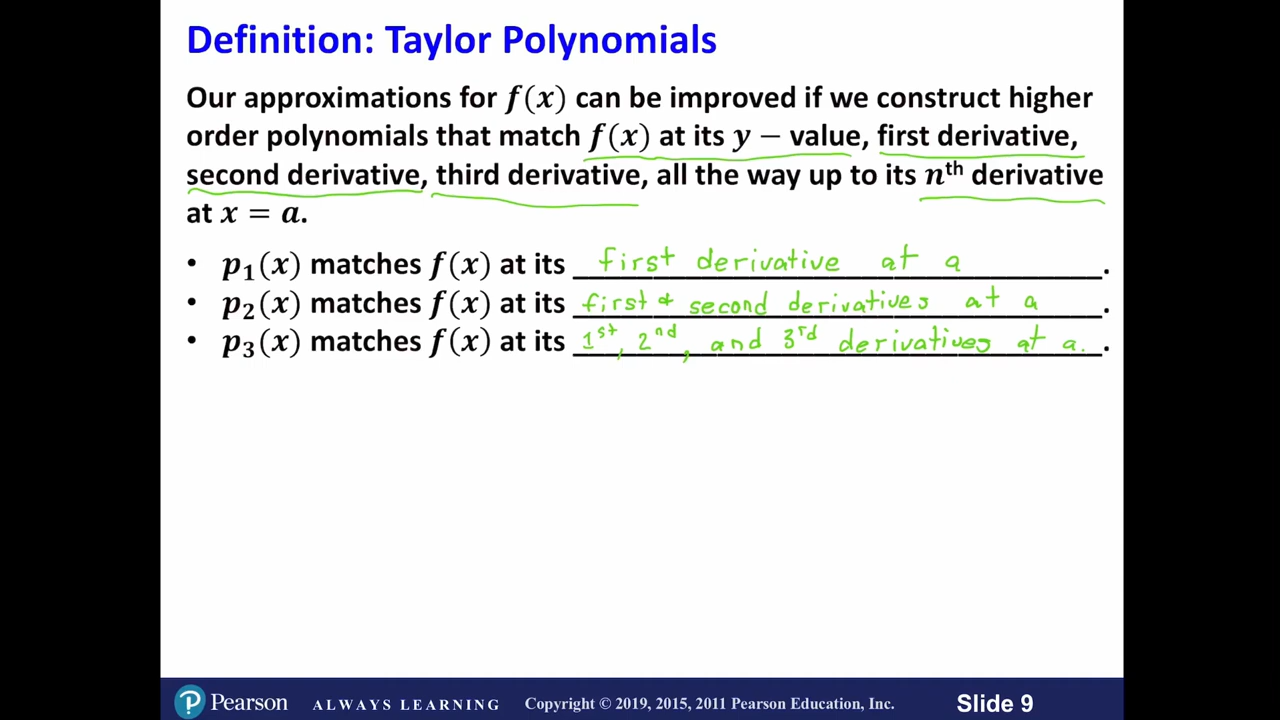 Definition: Taylor Polynomials
Our approximations for f(x) can be improved if we construct higher
order polynomials that match f(x) at its y − value, first derivative,
second derivative, third derivative, all the way up to its nᵗʰ derivative
at x = a.
• p₁(x) matches f(x) at its first derivative at a.
• p₂(x) matches f(x) at its first & second derivatives at a.
• p₃(x) matches f(x) at its 1ˢᵗ, 2ⁿᵈ, and 3ʳᵈ derivatives at a..
Pearson ALWAYS LEARNING Copyright © 2019, 2015, 2011 Pearson Education, Inc. Slide 9